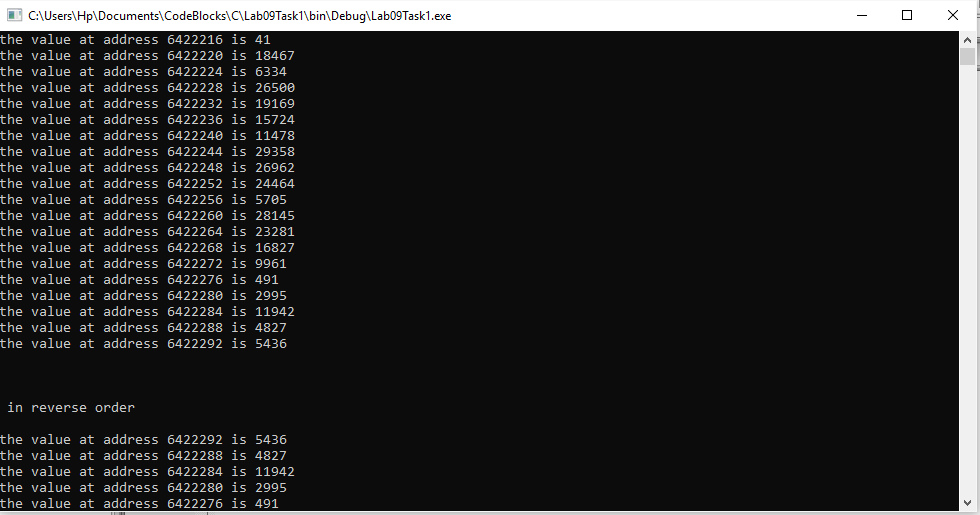 C:\Users\Hp\Documents\CodeBlocks\C\Lab09Task1\bin\Debug\Lab09Task1.exe
the value at address 6422216 is 41
the value at address 6422220 is 18467
the value at address 6422224 is 6334
the value at address 6422228 is 26500
the value at address 6422232 is 19169
the value at address 6422236 is 15724
the value at address 6422240 is 11478
the value at address 6422244 is 29358
the value at address 6422248 is 26962
the value at address 6422252 is 24464
the value at address 6422256 is 5705
the value at address 6422260 is 28145
the value at address 6422264 is 23281
the value at address 6422268 is 16827
the value at address 6422272 is 9961
the value at address 6422276 is 491
the value at address 6422280 is 2995
the value at address 6422284 is 11942
the value at address 6422288 is 4827
the value at address 6422292 is 5436
in reverse order
the value at address 6422292 is 5436
the value at address 6422288 is 4827
the value at address 6422284 is 11942
the value at address 6422280 is 2995
the value at address 6422276 is 491